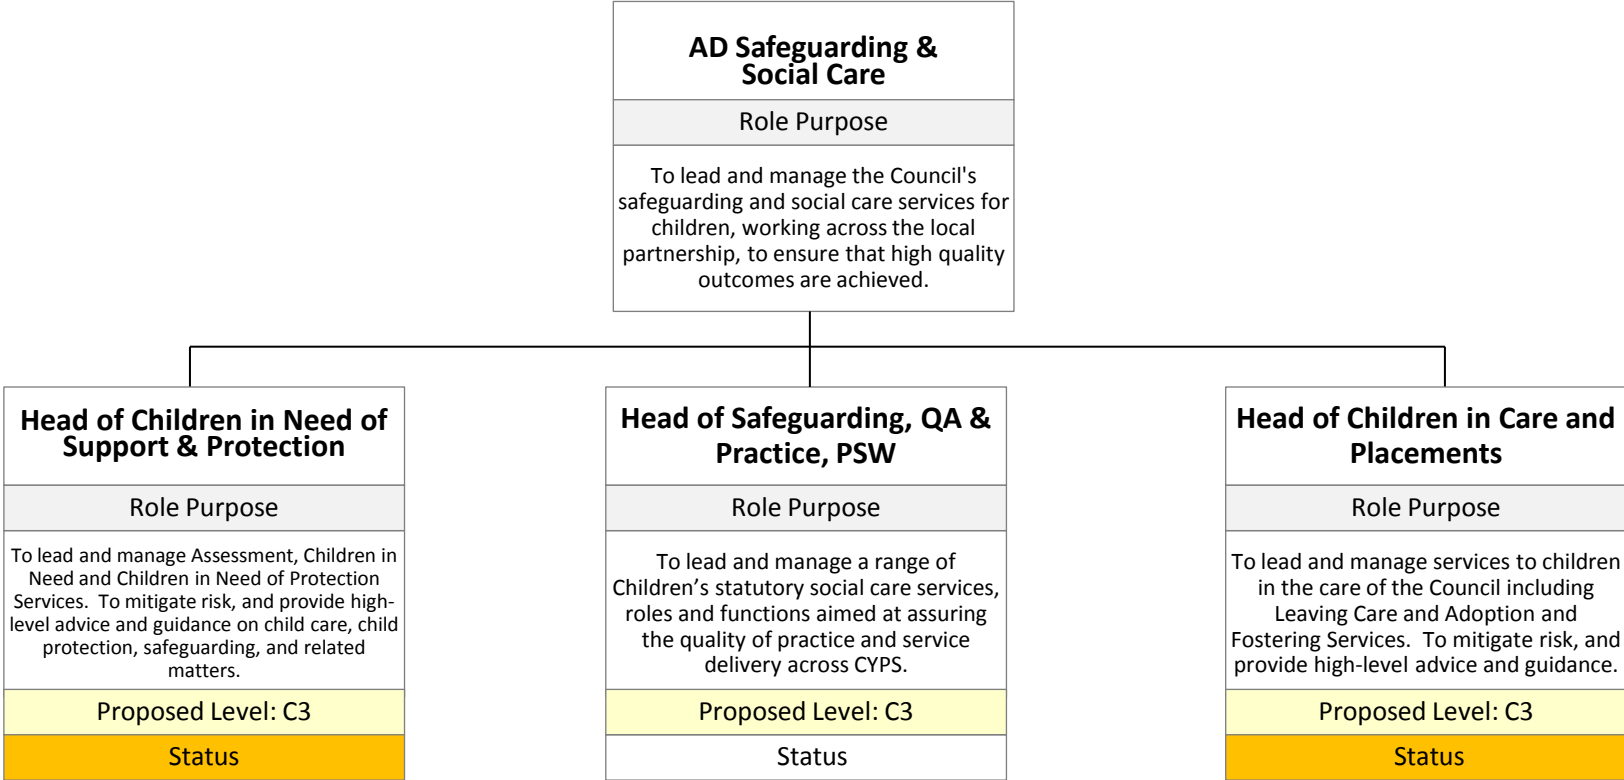 AD Safeguarding &
Social Care
Role Purpose
To lead and manage the Council's
safeguarding and social care services for
children, working across the local
partnership, to ensure that high quality
outcomes are achieved.
Head of Children in Need of
Support & Protection
Role Purpose
To lead and manage Assessment, Children in
Need and Children in Need of Protection
Services.  To mitigate risk, and provide high-
level advice and guidance on child care, child
protection, safeguarding, and related
matters.
Proposed Level: C3
Status
Head of Safeguarding, QA &
Practice, PSW
Role Purpose
To lead and manage a range of
Children’s statutory social care services,
roles and functions aimed at assuring
the quality of practice and service
delivery across CYPS.
Proposed Level: C3
Status
Head of Children in Care and
Placements
Role Purpose
To lead and manage services to children
in the care of the Council including
Leaving Care and Adoption and
Fostering Services.  To mitigate risk, and
provide high-level advice and guidance.
Proposed Level: C3
Status